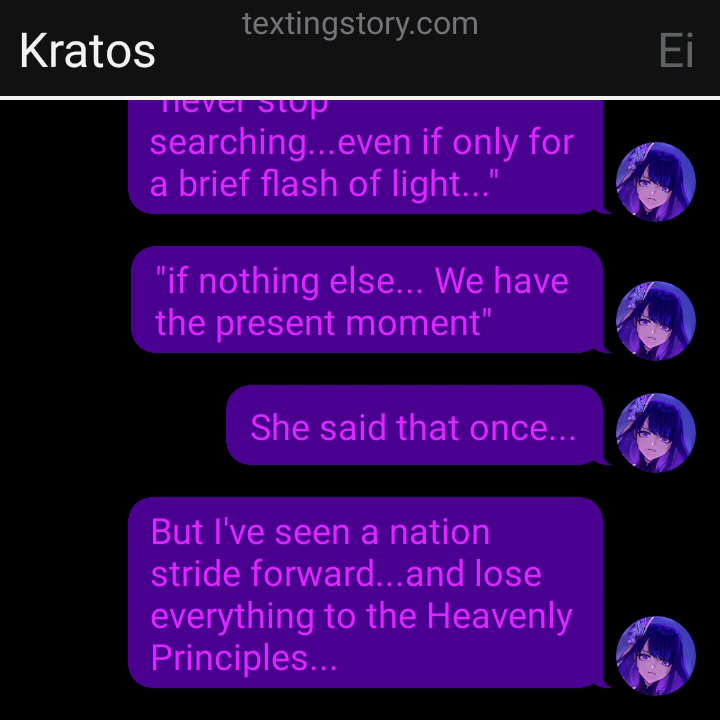 textingstory.com
Kratos
Ei
"never stop
searching...even if only for
a brief flash of light..."
"if nothing else... We have
the present moment"
She said that once...
But I've seen a nation
stride forward...and lose
everything to the Heavenly
Principles...